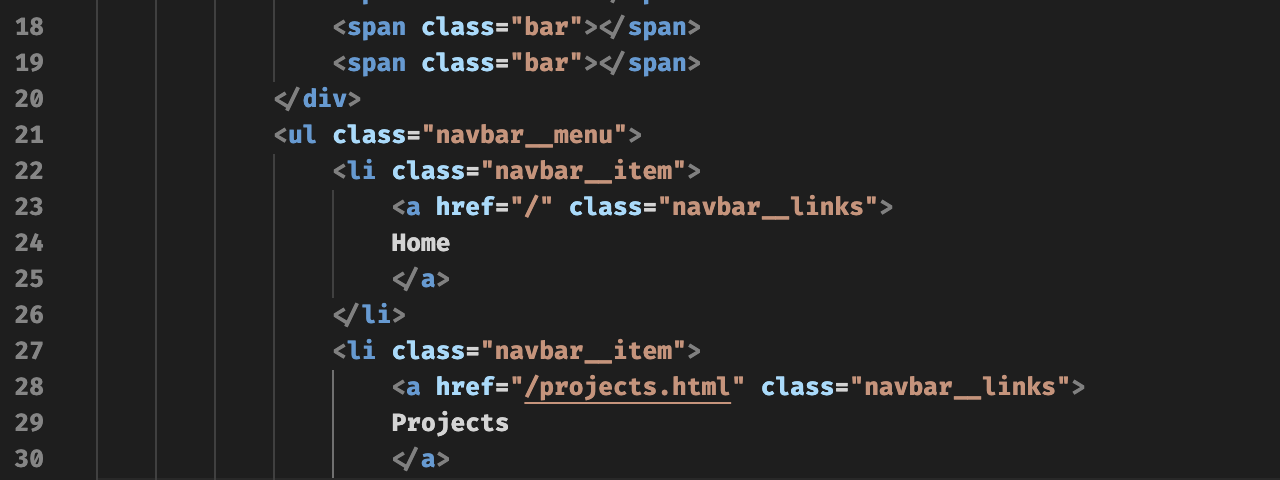 18 <span class="bar"></span>
19 <span class="bar"></span>
20 </div>
21 <ul class="navbar__menu">
22 <li class="navbar__item">
23 <a href="/" class="navbar__links">
24 Home
25 </a>
26 </li>
27 <li class="navbar__item">
28 <a href="/projects.html" class="navbar__links">
29 Projects
30 </a>